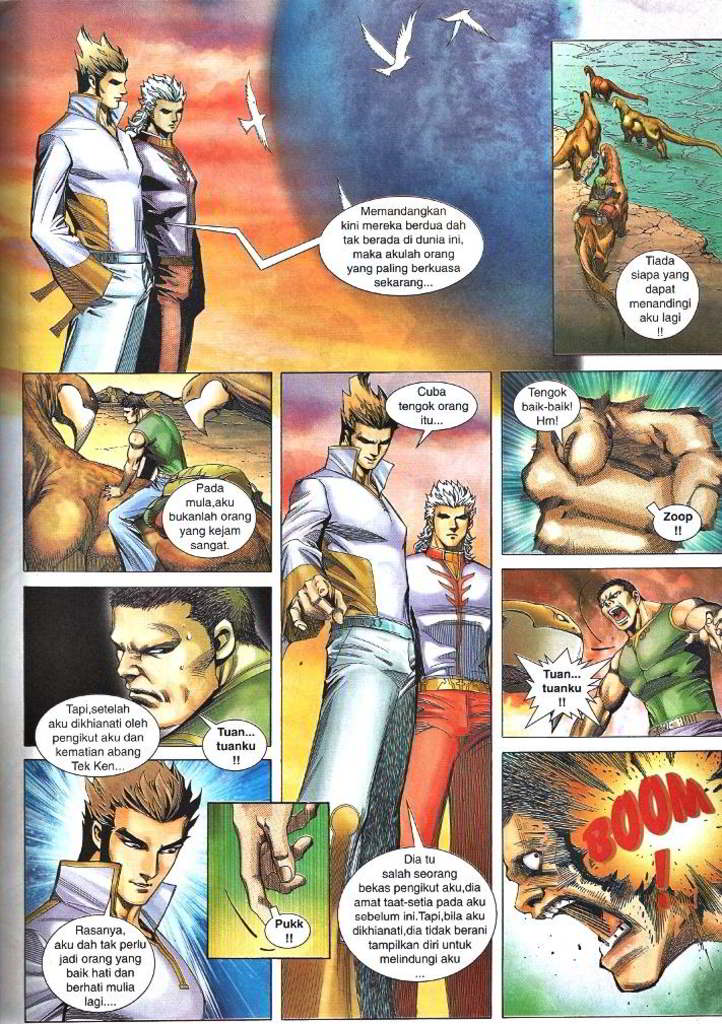 Memandangkan
kini mereka berdua dah
tak berada di dunia ini,
maka akulah orang
yang paling berkuasa
sekarang...
Tiada
siapa yang
dapat
menandingi
aku lagi
!!
Pada
mula,aku
bukanlah orang
yang kejam
sangat.
Tapi,setelah
aku dikhianati oleh
pengikut aku dan
kematian abang
Tek Ken...
Tuan...
tuanku
!!
Rasanya,
aku dah tak perlu
jadi orang yang
baik hati dan
berhati mulia
lagi....
Pukk
!!
Cuba
tengok orang
itu...
Dia tu
salah seorang
bekas pengikut aku,dia
amat taat-setia pada aku
sebelum ini.Tapi,bila aku
dikhianati,dia tidak berani
tampilkan diri untuk
melindungi aku
...
Tengok
baik-baik!
Hm!
Zoop
!!
Tuan...
tuanku
!!
BOOM
!